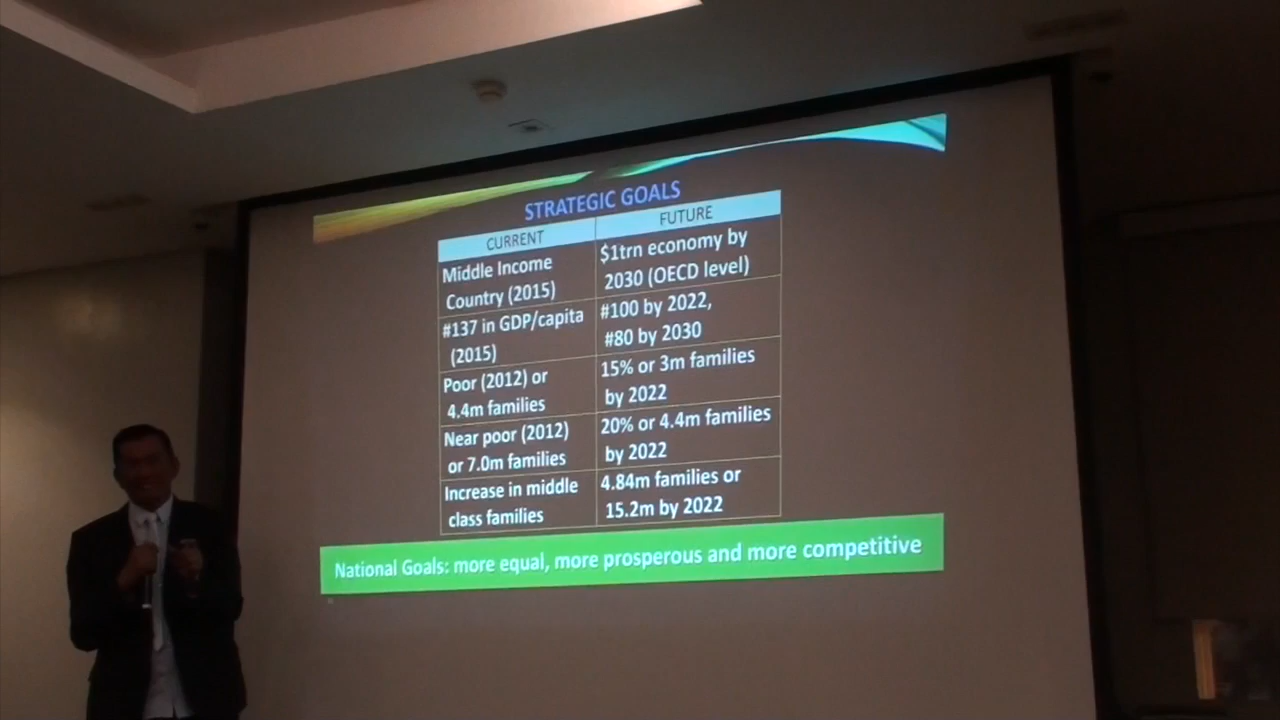 STRATEGIC GOALS
CURRENT
FUTURE
Middle Income
Country (2015)
$1trn economy by
2030 (OECD level)
#137 in GDP/capita
(2015)
#100 by 2022,
#80 by 2030
Poor (2012) or
4.4m families
15% or 3m families
by 2022
Near poor (2012)
or 7.0m families
20% or 4.4m families
by 2022
Increase in middle
class families
4.84m families or
15.2m by 2022
National Goals: more equal, more prosperous and more competitive